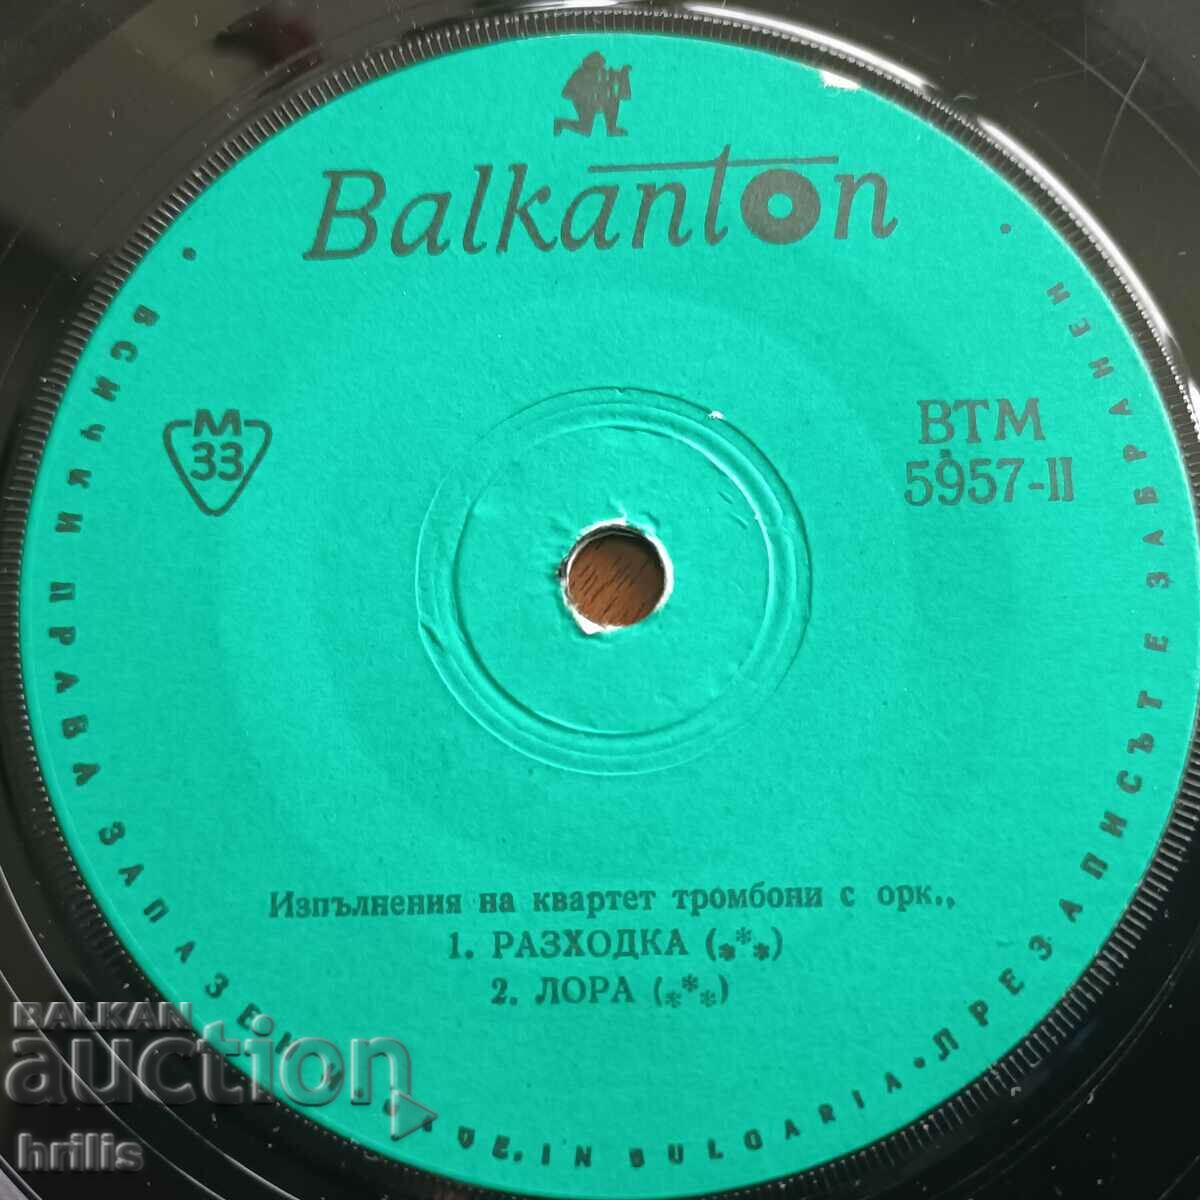 Balkanton
M
33
ВТМ
5957-II
Изпълнения на квартет тромбони с орк.,
1. РАЗХОДКА (***)
2. ЛОРА (***)
• ВСИЧКИ ПРАВА ЗАПАЗЕНИ • MADE IN BULGARIA • ПРЕЗАПИСЪТ Е ЗАБРАНЕН •
BALKAN
auction
hrilis